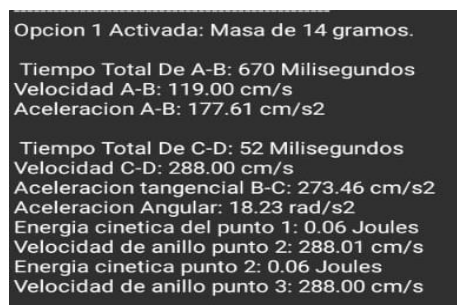 Opcion 1 Activada: Masa de 14 gramos.
Tiempo Total De A-B: 670 Milisegundos
Velocidad A-B: 119.00 cm/s
Aceleracion A-B: 177.61 cm/s2
Tiempo Total De C-D: 52 Milisegundos
Velocidad C-D: 288.00 cm/s
Aceleracion tangencial B-C: 273.46 cm/s2
Aceleracion Angular: 18.23 rad/s2
Energia cinetica del punto 1: 0.06 Joules
Velocidad de anillo punto 2: 288.01 cm/s
Energia cinetica punto 2: 0.06 Joules
Velocidad de anillo punto 3: 288.00 cm/s